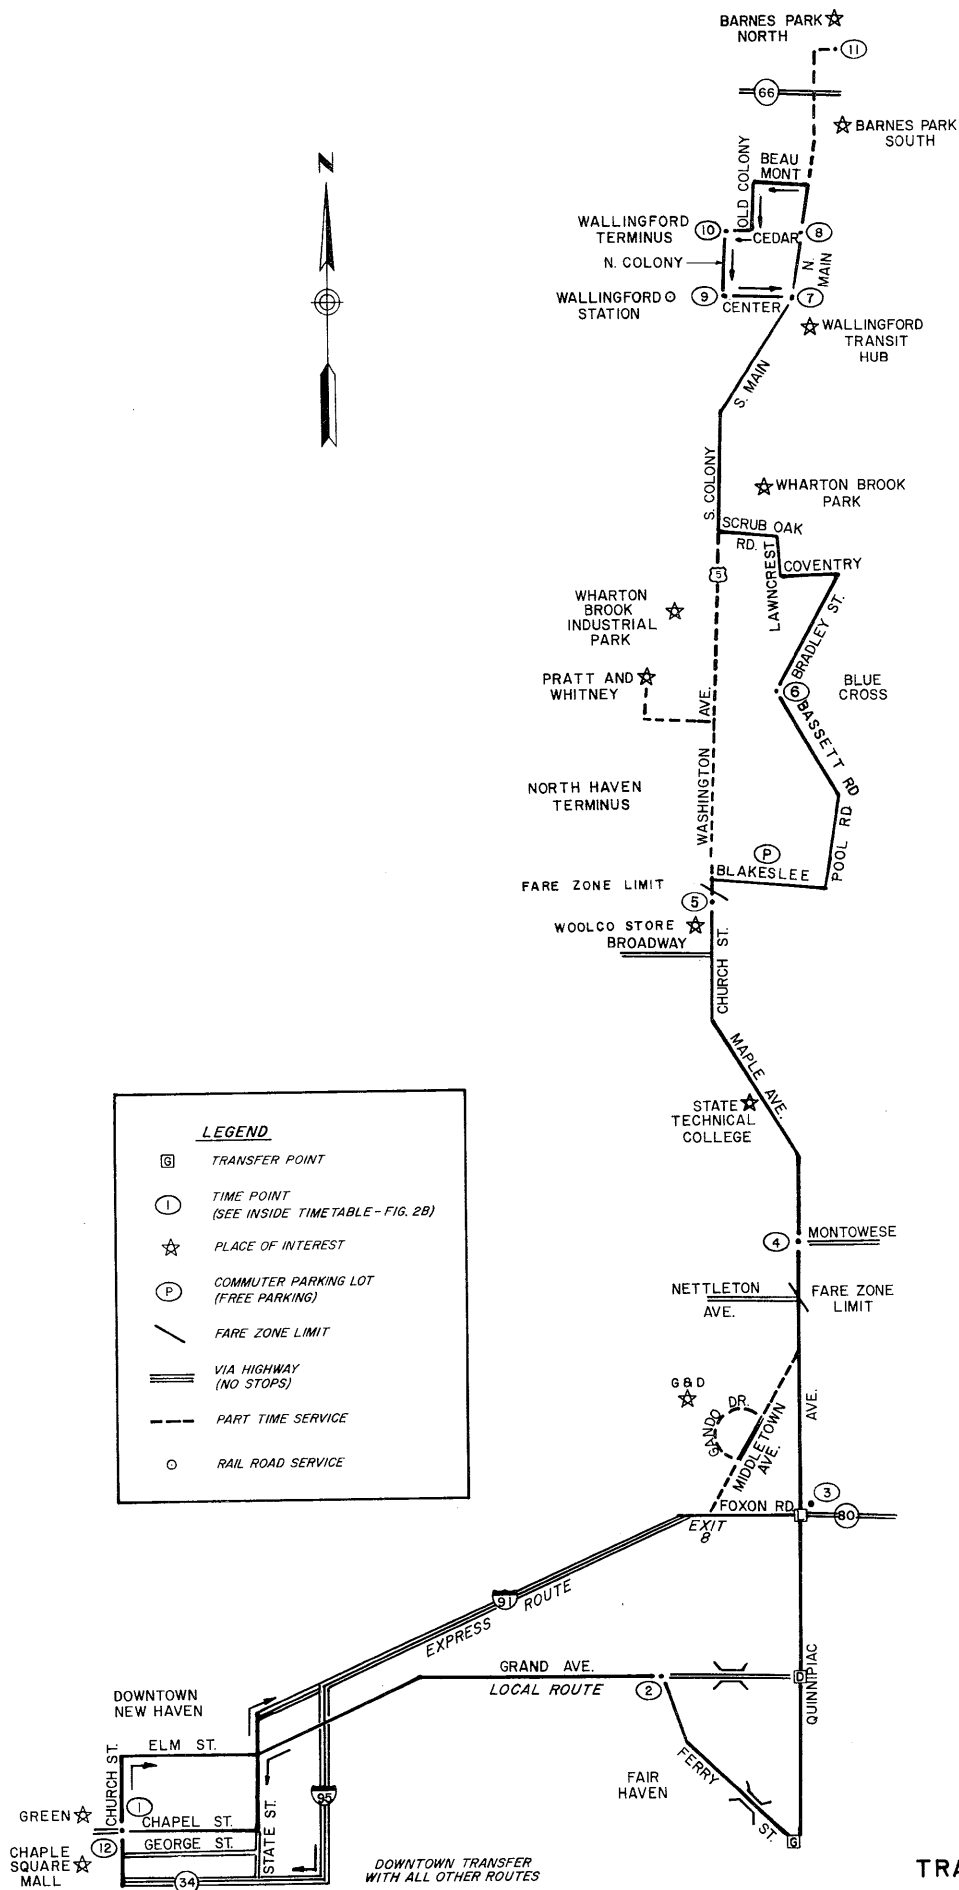 BARNES PARK
NORTH
11
66
BARNES PARK
SOUTH
N
OLD COLONY
BEAU
MONT
WALLINGFORD
TERMINUS
10
CEDAR
8
N. COLONY
N.
MAIN
WALLINGFORD
STATION
9
CENTER
7
WALLINGFORD
TRANSIT
HUB
S. MAIN
S. COLONY
WHARTON BROOK
PARK
SCRUB OAK
RD.
LAWNCREST
COVENTRY
5
WHARTON
BROOK
INDUSTRIAL
PARK
BRADLEY ST.
PRATT AND
WHITNEY
AVE.
6
BLUE
CROSS
BASSETT RD
NORTH HAVEN
TERMINUS
WASHINGTON
POOL RD
P
BLAKESLEE
FARE ZONE LIMIT
5
WOOLCO STORE
BROADWAY
CHURCH ST.
MAPLE AVE.
STATE
TECHNICAL
COLLEGE
LEGEND
G TRANSFER POINT
1 TIME POINT
(SEE INSIDE TIMETABLE-FIG. 2B)
PLACE OF INTEREST
P COMMUTER PARKING LOT
(FREE PARKING)
FARE ZONE LIMIT
VIA HIGHWAY
(NO STOPS)
PART TIME SERVICE
RAIL ROAD SERVICE
4
MONTOWESE
NETTLETON
AVE.
FARE ZONE
LIMIT
G & D
GANDO DR.
MIDDLETOWN
AVE.
AVE.
FOXON RD.
3
80
EXIT
8
91
EXPRESS ROUTE
GRAND AVE.
LOCAL ROUTE
2
D
QUINNIPIAC
DOWNTOWN
NEW HAVEN
ELM ST.
CHURCH ST.
FERRY ST.
FAIR
HAVEN
G
95
1
GREEN
CHAPEL ST.
12
GEORGE ST.
STATE ST.
CHAPLE
SQUARE
MALL
34
DOWNTOWN TRANSFER
WITH ALL OTHER ROUTES
TRA